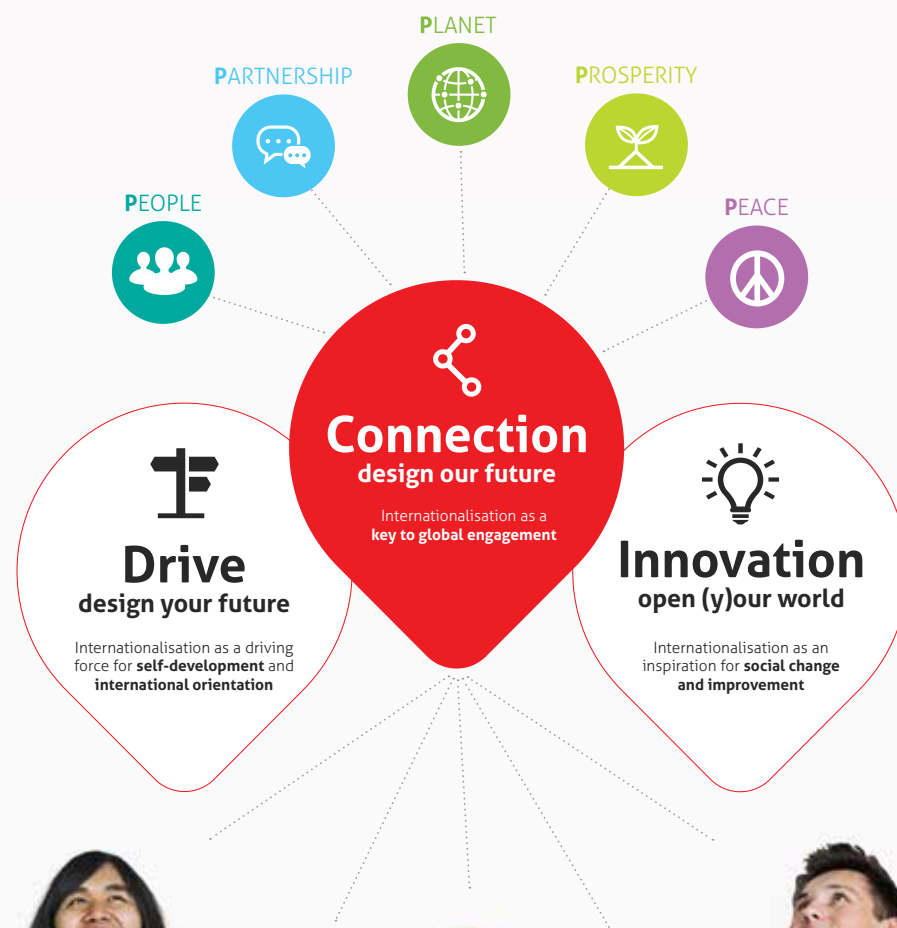 PLANET
PARTNERSHIP
PROSPERITY
PEOPLE
PEACE
Connection
design our future
Internationalisation as a
key to global engagement
Drive
design your future
Internationalisation as a driving
force for self-development and
international orientation
Innovation
open (y)our world
Internationalisation as an
inspiration for social change
and improvement